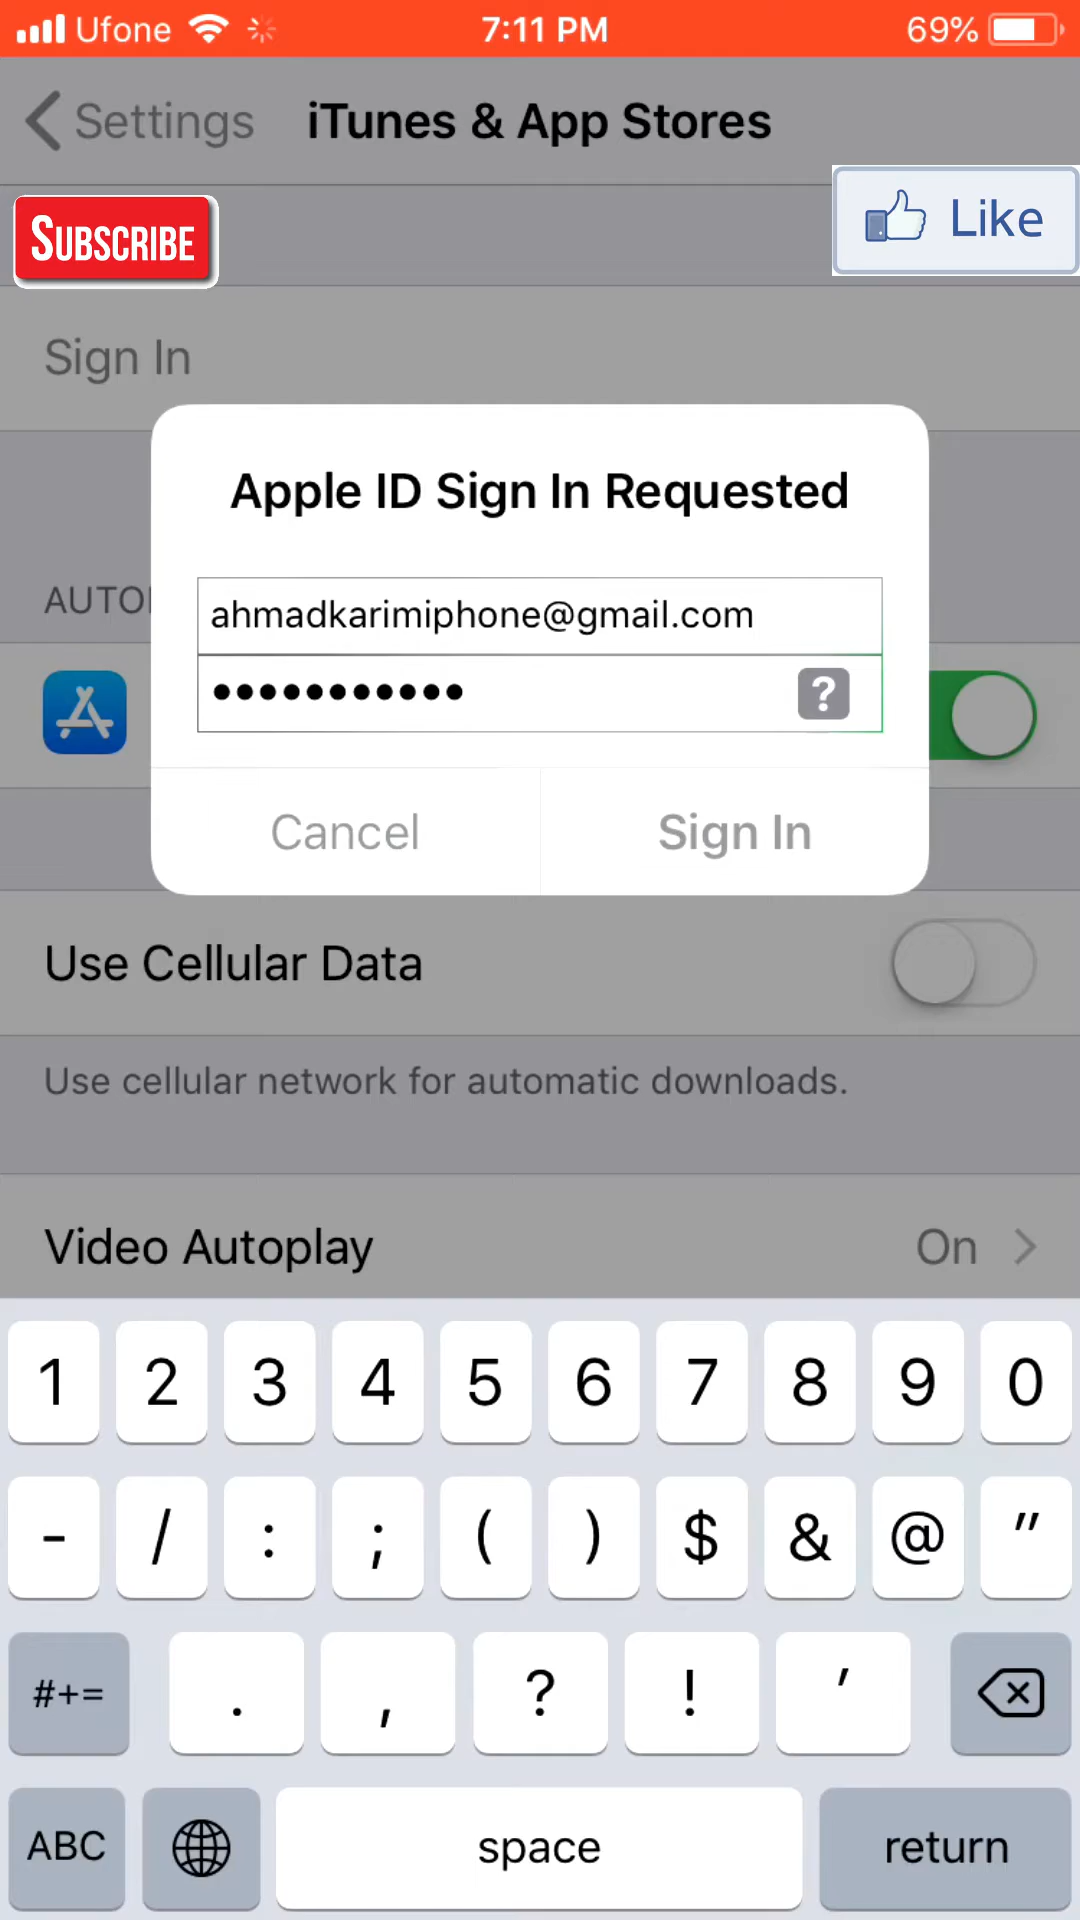 Ufone 7:11 PM 69%
Settings iTunes & App Stores
SUBSCRIBE
Like
Sign In
Apple ID Sign In Requested
AUTO
ahmadkarimiphone@gmail.com
•••••••••••
?
Cancel Sign In
Use Cellular Data
Use cellular network for automatic downloads.
Video Autoplay On
1 2 3 4 5 6 7 8 9 0
- / : ; ( ) $ & @ "
#+= . , ? ! '
ABC space return